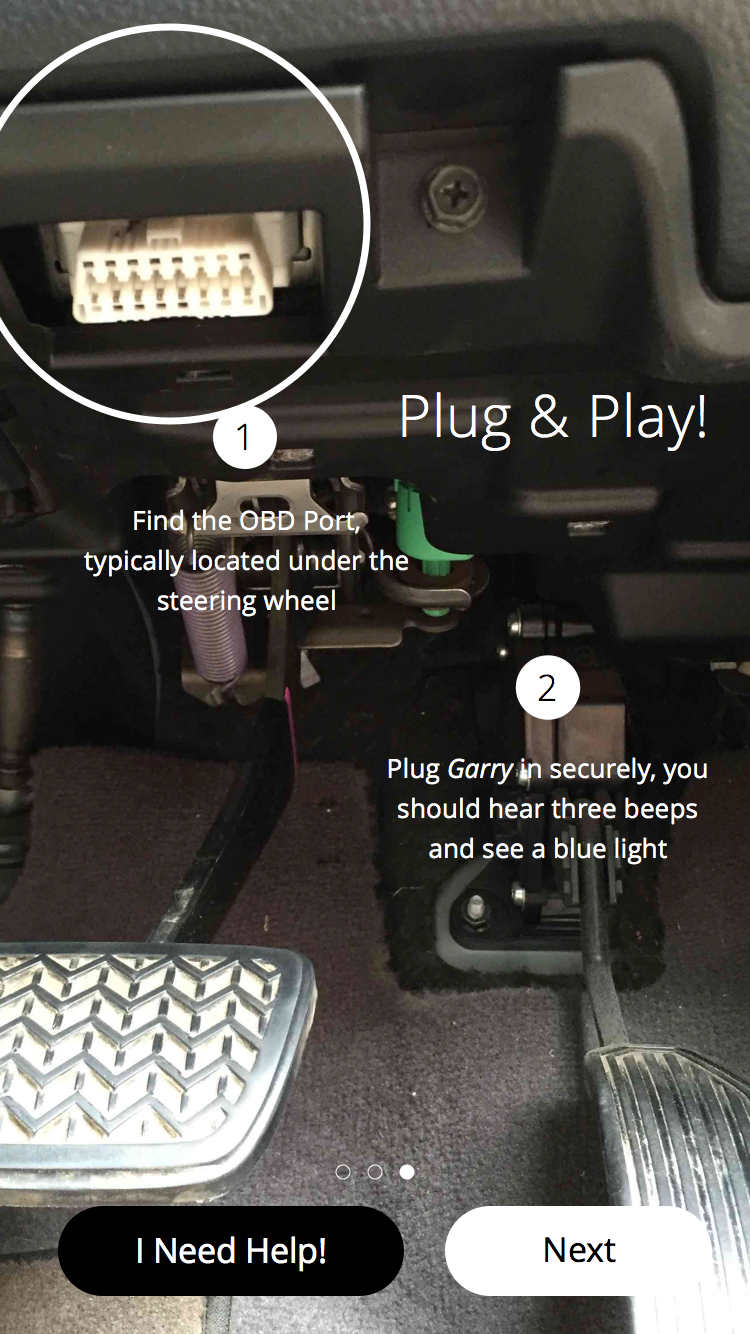 Plug & Play!
1
Find the OBD Port,
typically located under the
steering wheel
2
Plug Garry in securely, you
should hear three beeps
and see a blue light
I Need Help!
Next